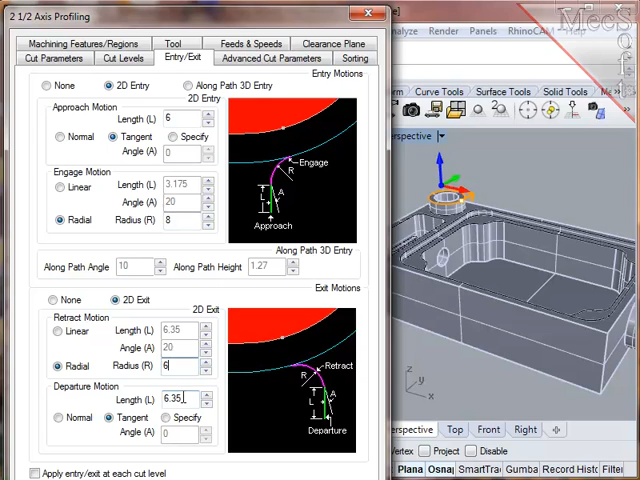 2 1/2 Axis Profiling
Machining Features/Regions Tool Feeds & Speeds Clearance Plane
Cut Parameters Cut Levels Entry/Exit Advanced Cut Parameters Sorting
Entry Motions
None 2D Entry Along Path 3D Entry
2D Entry
Approach Motion
Length (L) 6
Normal Tangent Specify
Angle (A) 0
Engage Motion
Linear Length (L) 3.175
Angle (A) 20
Radial Radius (R) 8
Engage
R
A
L
Approach
Along Path 3D Entry
Along Path Angle 10 Along Path Height 1.27
Exit Motions
None 2D Exit
2D Exit
Retract Motion
Linear Length (L) 6.35
Angle (A) 20
Radial Radius (R) 6
Departure Motion
Length (L) 6.35
Normal Tangent Specify
Angle (A) 0
Retract
R
A
L
Departure
Apply entry/exit at each cut level
MecSoft
Analyze Render Panels RhinoCAM Help
Curve Tools Surface Tools Solid Tools
Perspective
z
y
x
Perspective Top Front Right
Vertex Project Disable
Plana Osnap SmartTrac Gumba Record